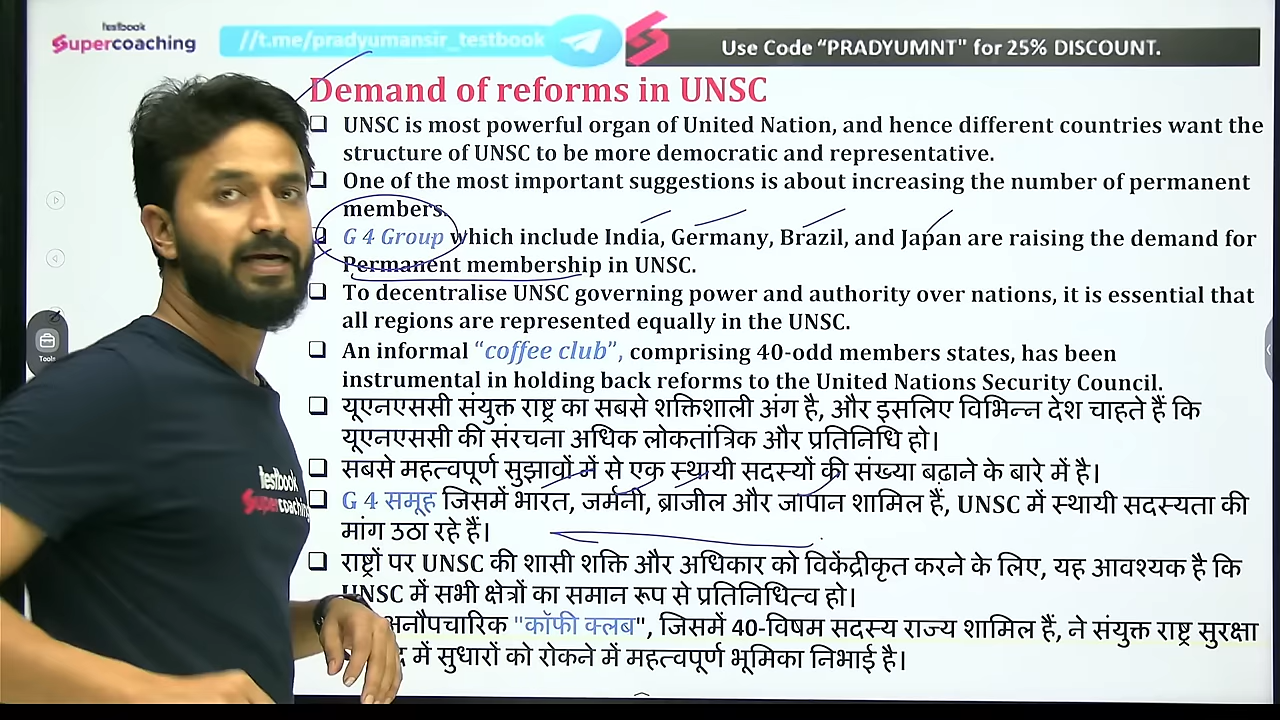 testbook
Supercoaching
//t.me/pradyumansir_testbook
Use Code “PRADYUMNT" for 25% DISCOUNT.
Demand of reforms in UNSC
❑ UNSC is most powerful organ of United Nation, and hence different countries want the
structure of UNSC to be more democratic and representative.
❑ One of the most important suggestions is about increasing the number of permanent
members.
❑ G 4 Group which include India, Germany, Brazil, and Japan are raising the demand for
Permanent membership in UNSC.
❑ To decentralise UNSC governing power and authority over nations, it is essential that
all regions are represented equally in the UNSC.
❑ An informal “coffee club”, comprising 40-odd members states, has been
instrumental in holding back reforms to the United Nations Security Council.
❑ यूएनएससी संयुक्त राष्ट्र का सबसे शक्तिशाली अंग है, और इसलिए विभिन्न देश चाहते हैं कि
यूएनएससी की संरचना अधिक लोकतांत्रिक और प्रतिनिधि हो।
❑ सबसे महत्वपूर्ण सुझावों में से एक स्थायी सदस्यों की संख्या बढ़ाने के बारे में है।
❑ G 4 समूह जिसमें भारत, जर्मनी, ब्राजील और जापान शामिल हैं, UNSC में स्थायी सदस्यता की
मांग उठा रहे हैं।
❑ राष्ट्रों पर UNSC की शासी शक्ति और अधिकार को विकेंद्रीकृत करने के लिए, यह आवश्यक है कि
UNSC में सभी क्षेत्रों का समान रूप से प्रतिनिधित्व हो।
अनौपचारिक "कॉफी क्लब", जिसमें 40-विषम सदस्य राज्य शामिल हैं, ने संयुक्त राष्ट्र सुरक्षा
में सुधारों को रोकने में महत्वपूर्ण भूमिका निभाई है।
Tools
testbook
Supercoaching